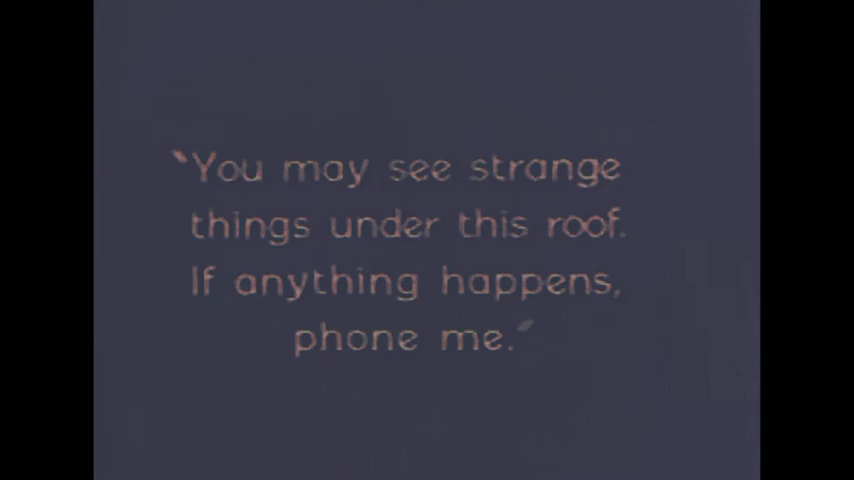 “You may see strange
things under this roof.
If anything happens,
phone me.”